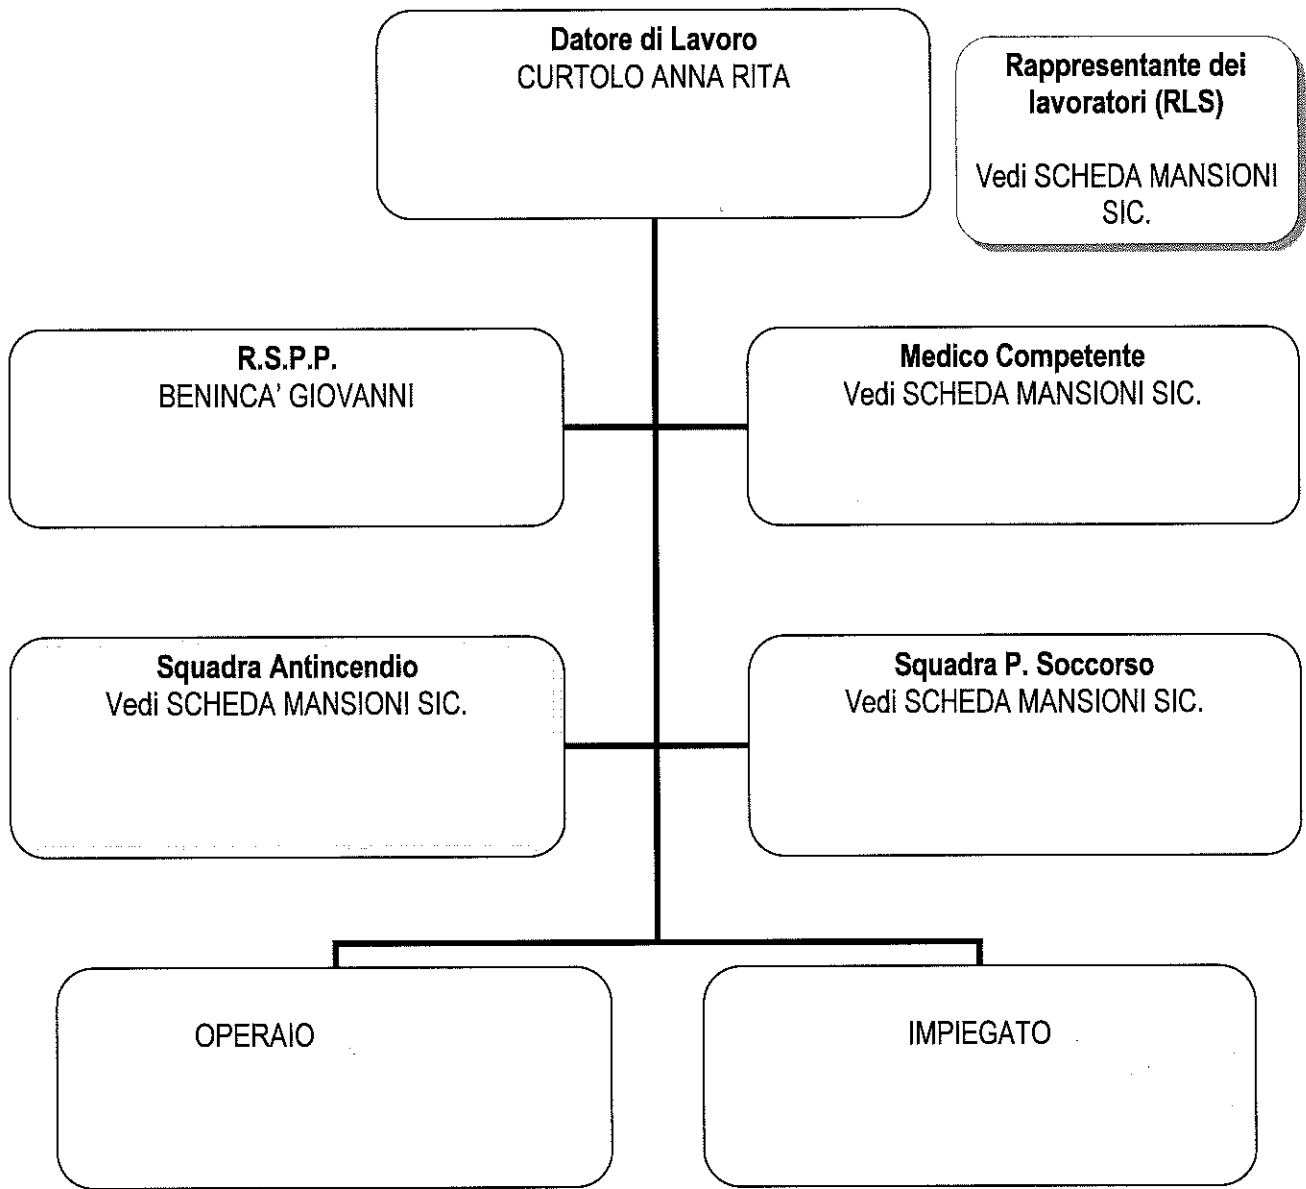 Datore di Lavoro
CURTOLO ANNA RITA
Rappresentante dei
lavoratori (RLS)
Vedi SCHEDA MANSIONI
SIC.
R.S.P.P.
BENINCA' GIOVANNI
Medico Competente
Vedi SCHEDA MANSIONI SIC.
Squadra Antincendio
Vedi SCHEDA MANSIONI SIC.
Squadra P. Soccorso
Vedi SCHEDA MANSIONI SIC.
OPERAIO
IMPIEGATO